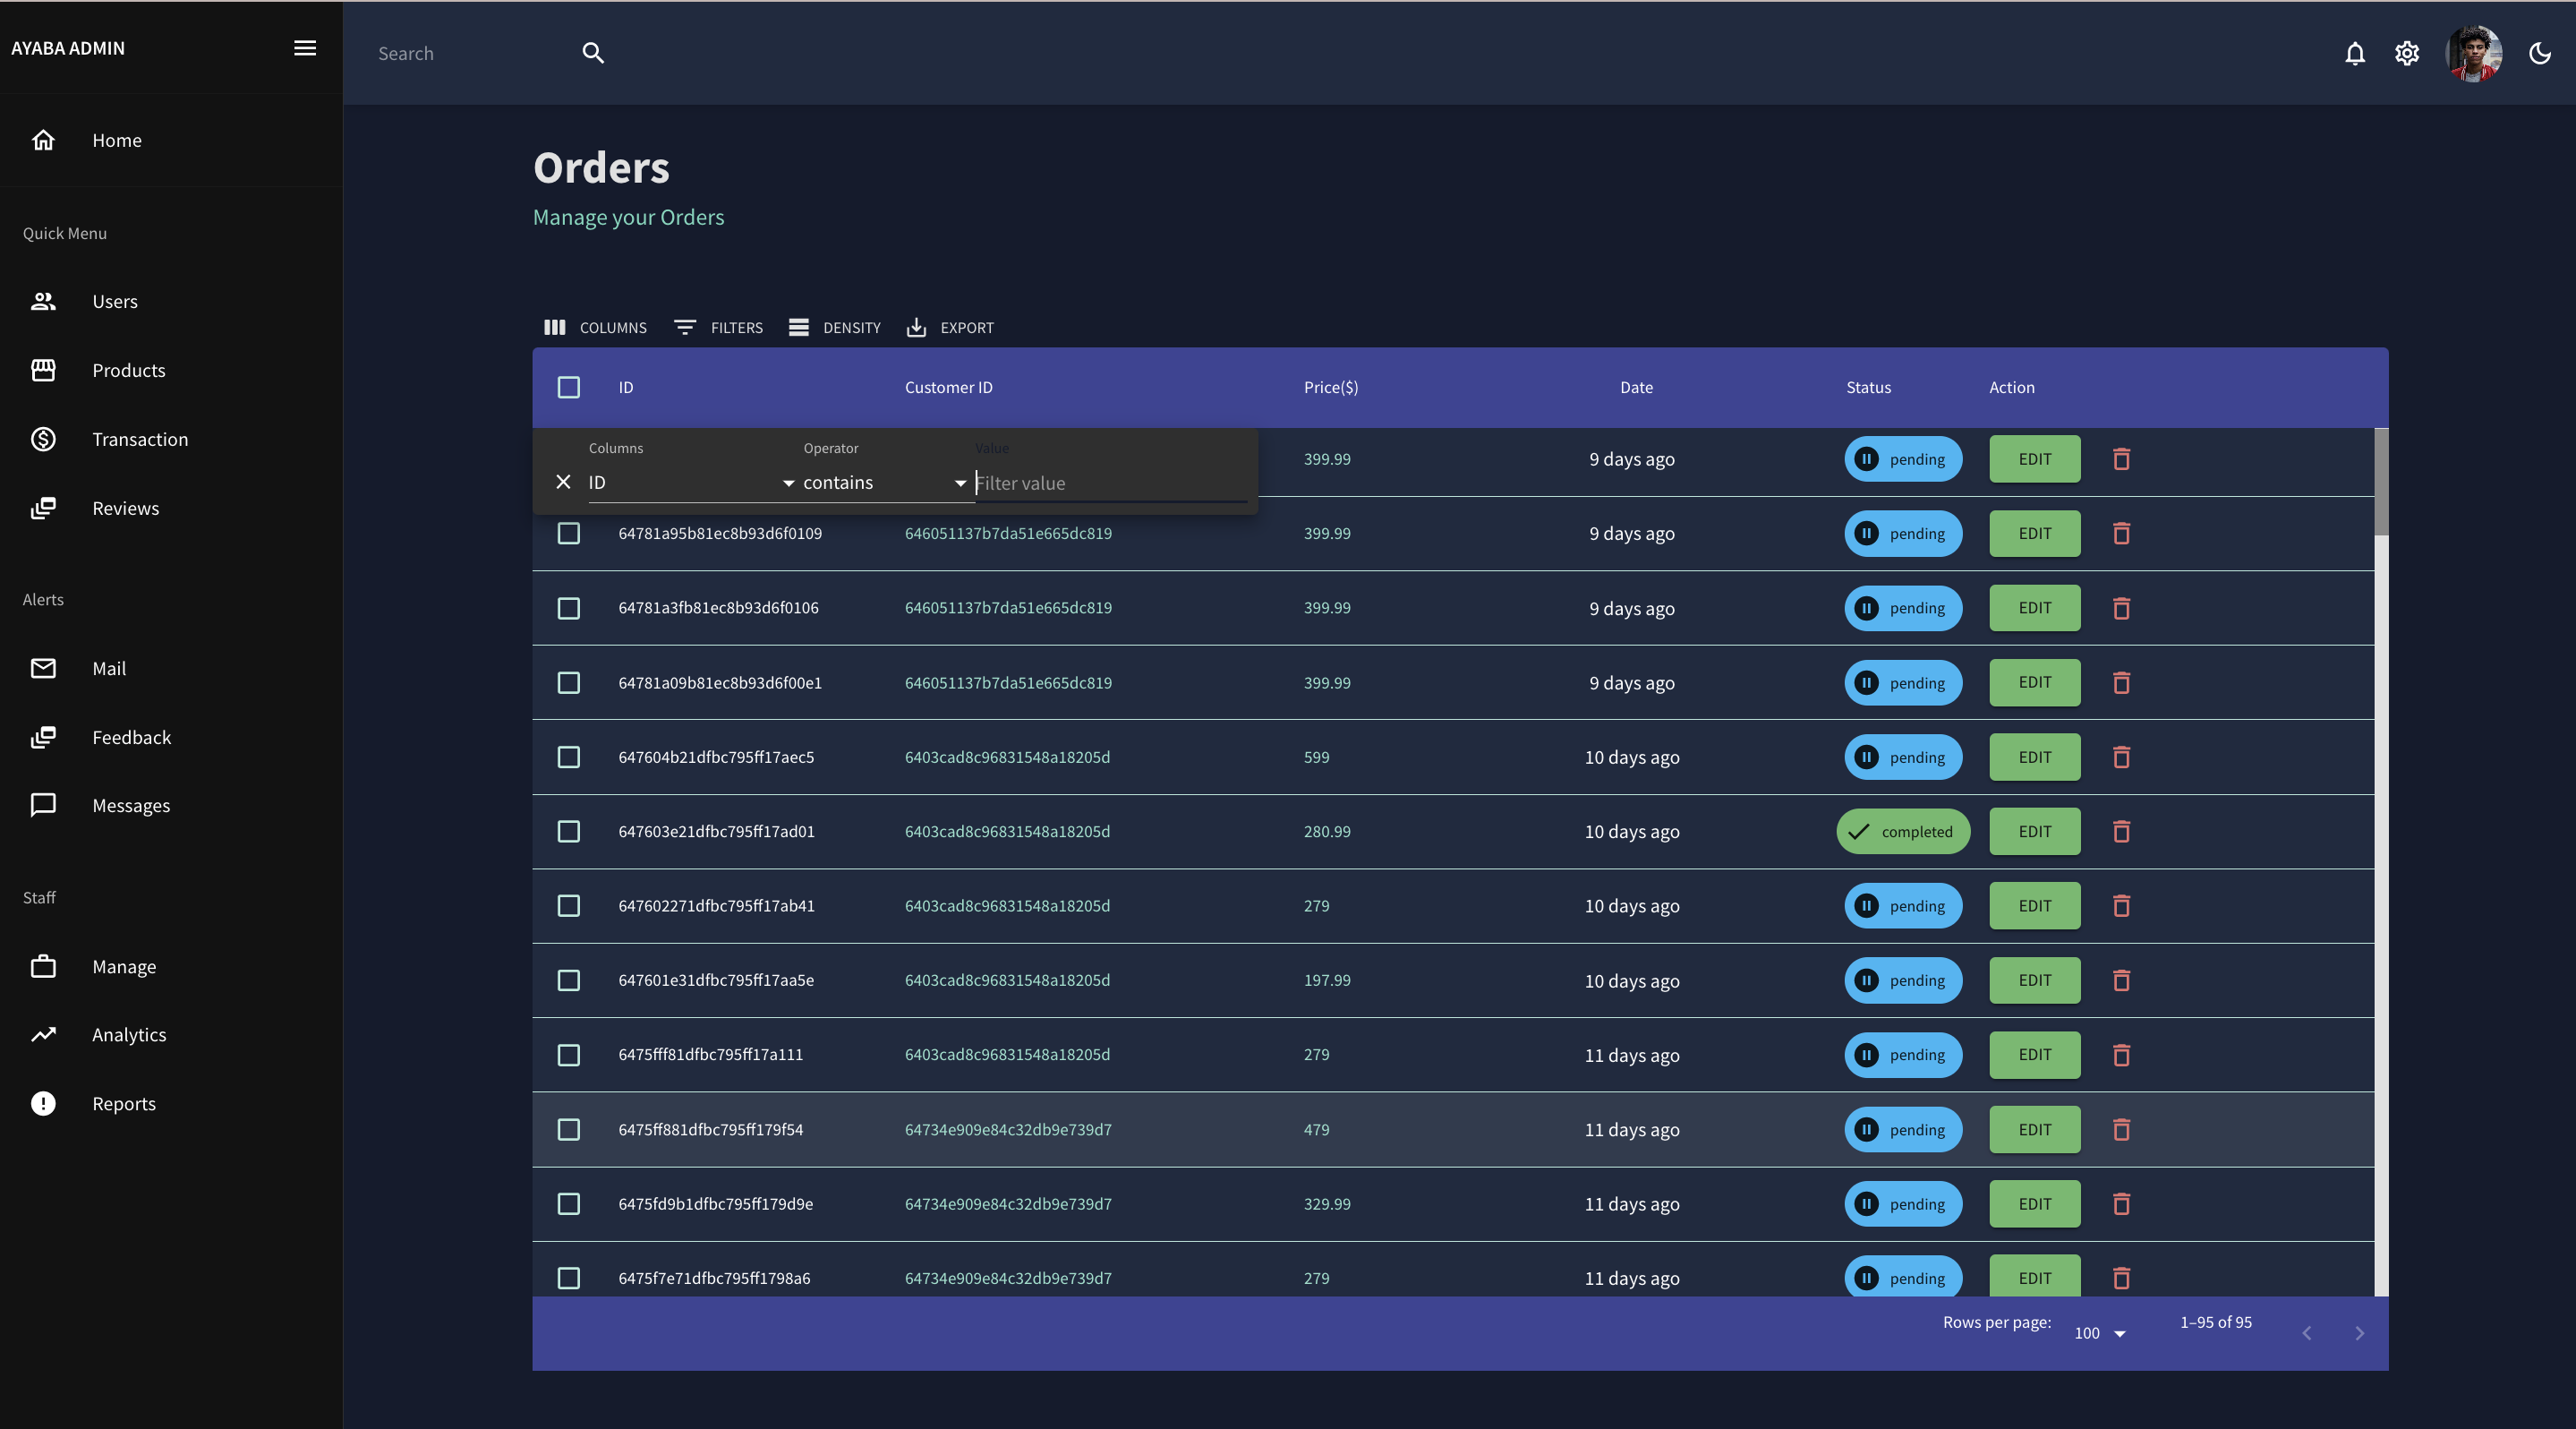 AYABA ADMIN
Search
Home
Quick Menu
Users
Products
Transaction
Reviews
Alerts
Mail
Feedback
Messages
Staff
Manage
Analytics
Reports
Orders
Manage your Orders
COLUMNS FILTERS DENSITY EXPORT
ID Customer ID Price($) Date Status Action
Columns Operator Value
ID contains Filter value
399.99 9 days ago pending EDIT
64781a95b81ec8b93d6f0109 646051137b7da51e665dc819 399.99 9 days ago pending EDIT
64781a3fb81ec8b93d6f0106 646051137b7da51e665dc819 399.99 9 days ago pending EDIT
64781a09b81ec8b93d6f00e1 646051137b7da51e665dc819 399.99 9 days ago pending EDIT
647604b21dfbc795ff17aec5 6403cad8c96831548a18205d 599 10 days ago pending EDIT
647603e21dfbc795ff17ad01 6403cad8c96831548a18205d 280.99 10 days ago completed EDIT
647602271dfbc795ff17ab41 6403cad8c96831548a18205d 279 10 days ago pending EDIT
647601e31dfbc795ff17aa5e 6403cad8c96831548a18205d 197.99 10 days ago pending EDIT
6475fff81dfbc795ff17a111 6403cad8c96831548a18205d 279 11 days ago pending EDIT
6475ff881dfbc795ff179f54 64734e909e84c32db9e739d7 479 11 days ago pending EDIT
6475fd9b1dfbc795ff179d9e 64734e909e84c32db9e739d7 329.99 11 days ago pending EDIT
6475f7e71dfbc795ff1798a6 64734e909e84c32db9e739d7 279 11 days ago pending EDIT
Rows per page: 100 1–95 of 95